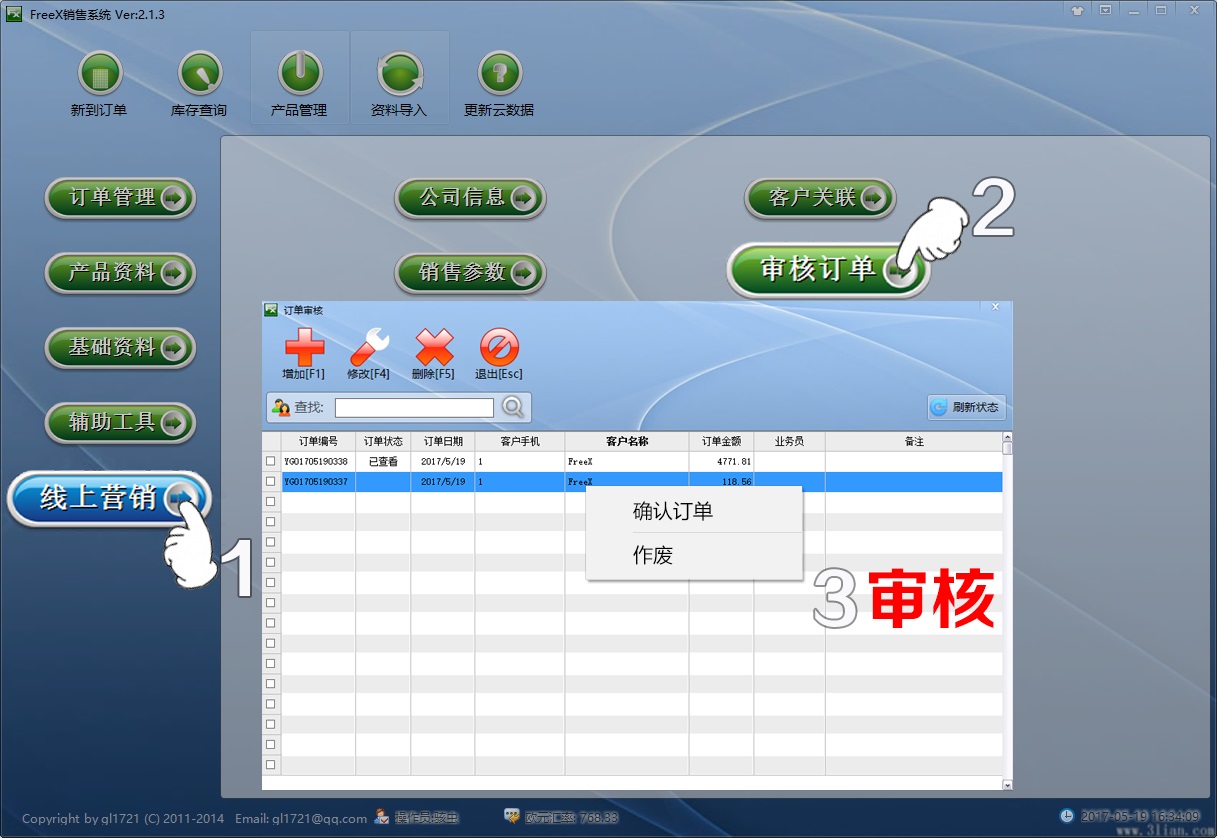 FreeX销售系统 Ver:2.1.3
新到订单 库存查询 产品管理 资料导入 更新云数据
订单管理 公司信息 客户关联 2
产品资料 销售参数 审核订单
订单审核
基础资料
增加[F1] 修改[F4] 删除[F5] 退出[Esc]
查找: 刷新状态
辅助工具
订单编号 订单状态 订单日期 客户手机 客户名称 订单金额 业务员 备注
YG01705190338 已查看 2017/5/19 1 FreeX 4771.81
YG01705190337 2017/5/19 1 FreeX 118.56
线上营销
确认订单
作废
1
3 审核
Copyright by gl1721 (C) 2011-2014 Email: gl1721@qq.com 操作员: 欧元汇率: 768.33 2017-05-19 16:34:09
www.3lian.com